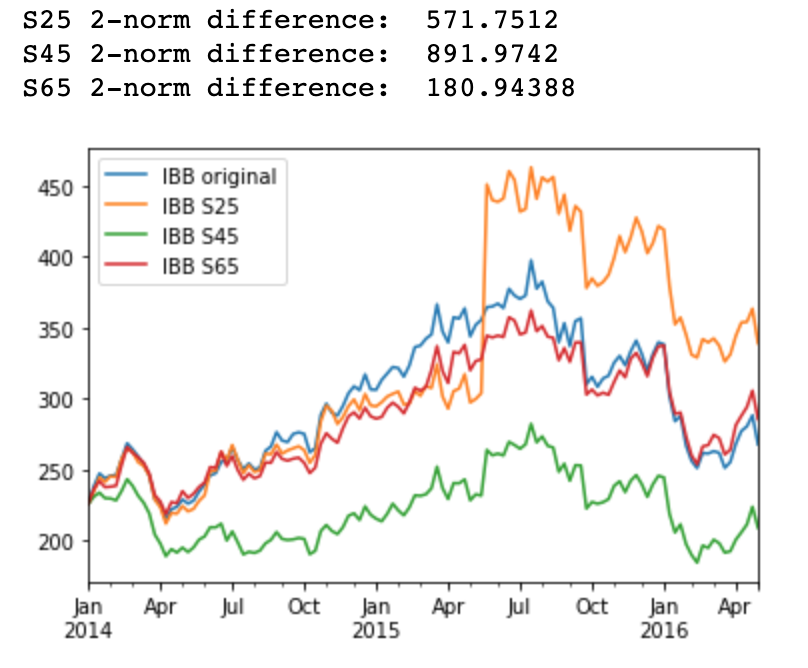 S25 2-norm difference:  571.7512
S45 2-norm difference:  891.9742
S65 2-norm difference:  180.94388
IBB original
IBB S25
IBB S45
IBB S65
450
400
350
300
250
200
Jan Apr Jul Oct Jan Apr Jul Oct Jan Apr
2014 2015 2016